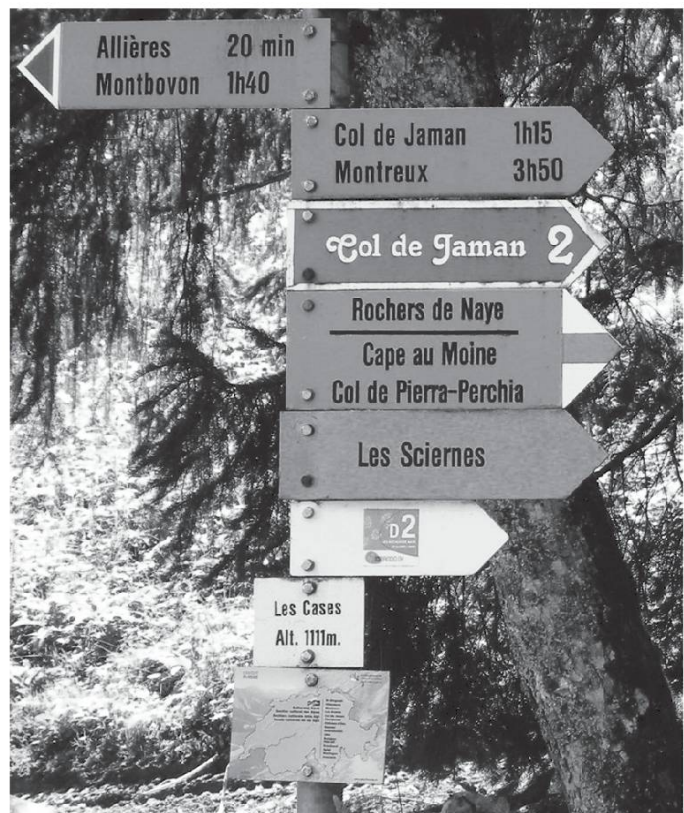 Allières 20 min
Montbovon 1h40
Col de Jaman 1h15
Montreux 3h50
Col de Jaman 2
Rochers de Naye
Cape au Moine
Col de Pierra-Perchia
Les Sciernes
D2
Les Cases
Alt. 1111m.